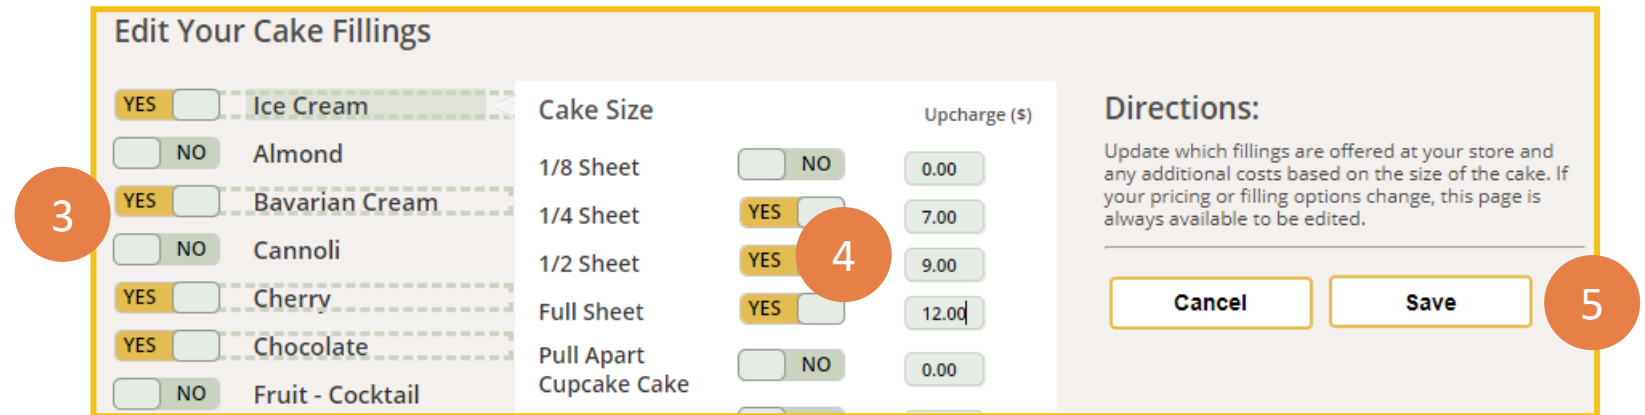 Edit Your Cake Fillings
YES Ice Cream
NO Almond
3
YES Bavarian Cream
NO Cannoli
YES Cherry
YES Chocolate
NO Fruit - Cocktail
Cake Size Upcharge ($)
1/8 Sheet NO 0.00
1/4 Sheet YES 7.00
1/2 Sheet YES 4 9.00
Full Sheet YES 12.00
Pull Apart
Cupcake Cake NO 0.00
Directions:
Update which fillings are offered at your store and
any additional costs based on the size of the cake. If
your pricing or filling options change, this page is
always available to be edited.
Cancel Save 5